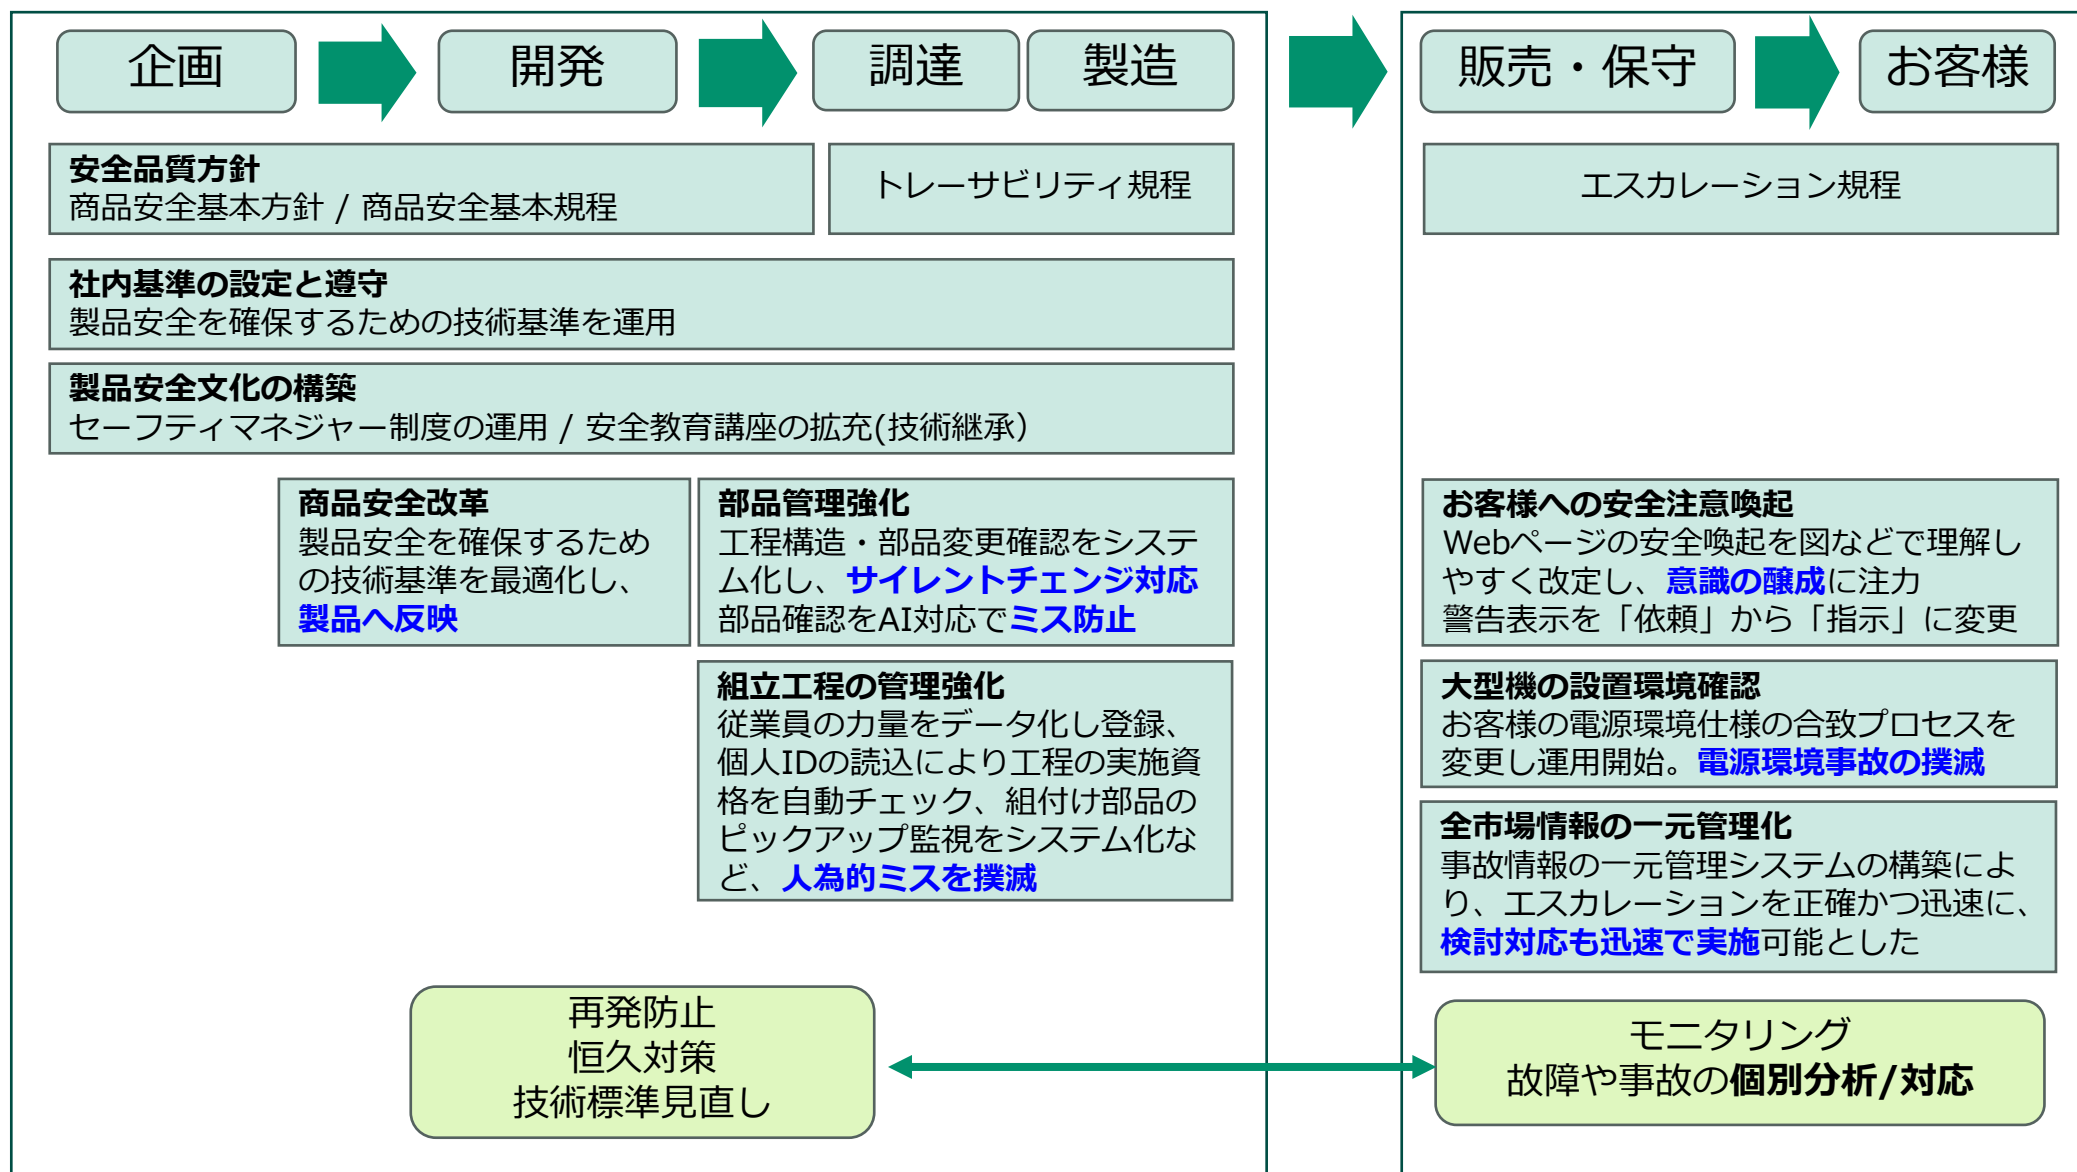 企画
開発
調達
製造
販売・保守
お客様
安全品質方針
商品安全基本方針 / 商品安全基本規程
トレーサビリティ規程
エスカレーション規程
社内基準の設定と遵守
製品安全を確保するための技術基準を運用
製品安全文化の構築
セーフティマネジャー制度の運用 / 安全教育講座の拡充(技術継承）
商品安全改革
製品安全を確保するため
の技術基準を最適化し、
製品へ反映
部品管理強化
工程構造・部品変更確認をシステ
ム化し、サイレントチェンジ対応
部品確認をAI対応でミス防止
組立工程の管理強化
従業員の力量をデータ化し登録、
個人IDの読込により工程の実施資
格を自動チェック、組付け部品の
ピックアップ監視をシステム化な
ど、人為的ミスを撲滅
お客様への安全注意喚起
Webページの安全喚起を図などで理解し
やすく改定し、意識の醸成に注力
警告表示を「依頼」から「指示」に変更
大型機の設置環境確認
お客様の電源環境仕様の合致プロセスを
変更し運用開始。電源環境事故の撲滅
全市場情報の一元管理化
事故情報の一元管理システムの構築によ
り、エスカレーションを正確かつ迅速に、
検討対応も迅速で実施可能とした
再発防止
恒久対策
技術標準見直し
モニタリング
故障や事故の個別分析/対応